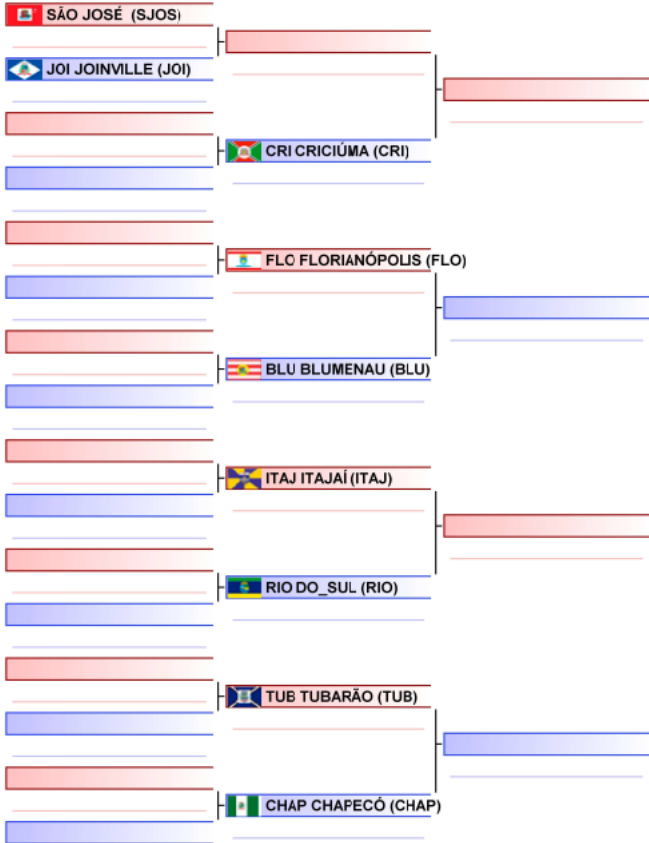 SÃO JOSÉ (SJOS)
JOI JOINVILLE (JOI)
CRI CRICIÚMA (CRI)
FLO FLORIANÓPOLIS (FLO)
BLU BLUMENAU (BLU)
ITAJ ITAJAÍ (ITAJ)
RIO DO_SUL (RIO)
TUB TUBARÃO (TUB)
CHAP CHAPECÓ (CHAP)